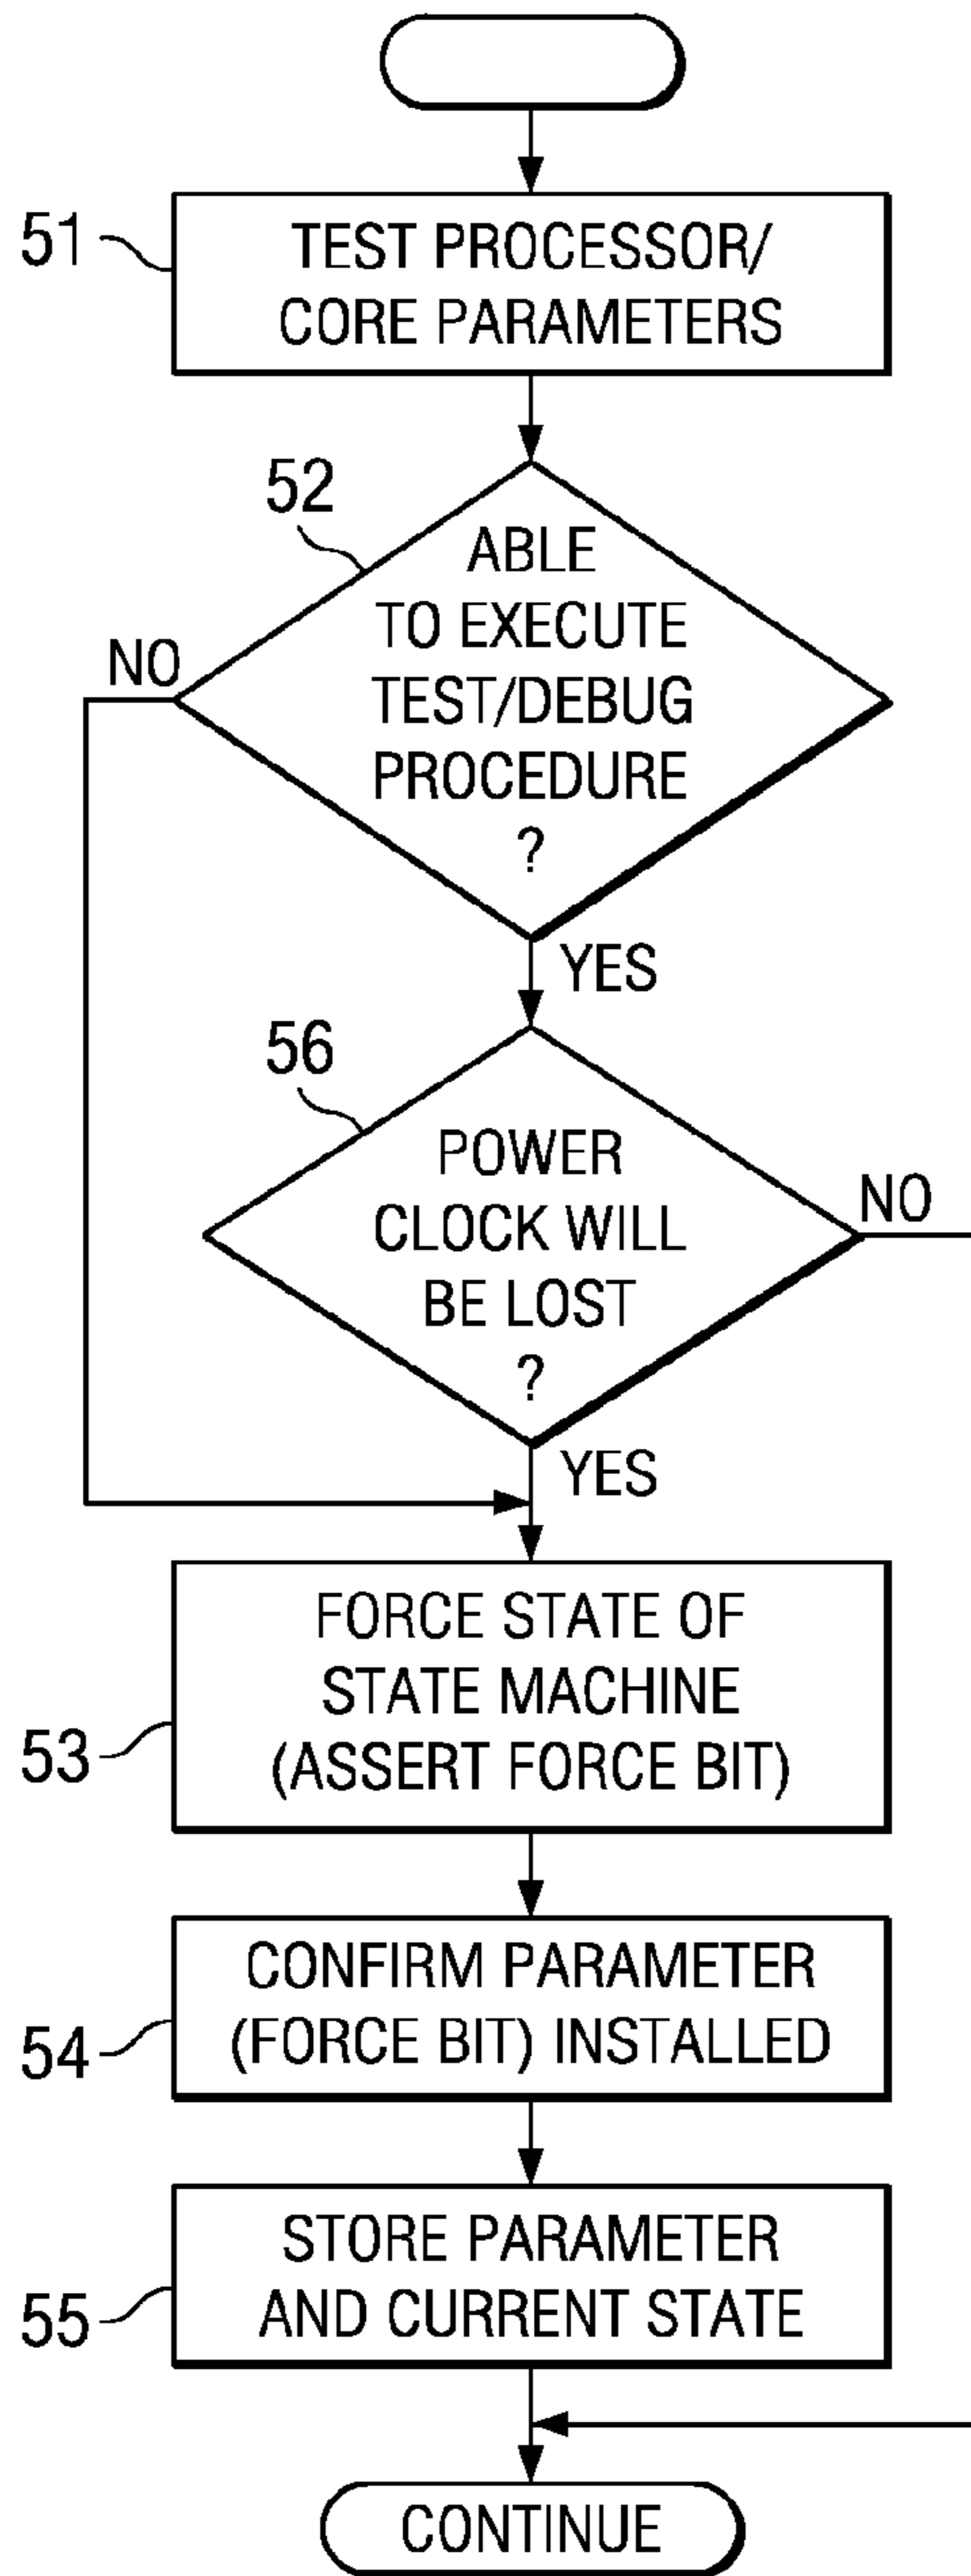 51
TEST PROCESSOR/
CORE PARAMETERS
52
ABLE
TO EXECUTE
TEST/DEBUG
PROCEDURE
?
NO
YES
56
POWER
CLOCK WILL
BE LOST
?
NO
YES
FORCE STATE OF
STATE MACHINE
(ASSERT FORCE BIT)
53
CONFIRM PARAMETER
(FORCE BIT) INSTALLED
54
STORE PARAMETER
AND CURRENT STATE
55
CONTINUE